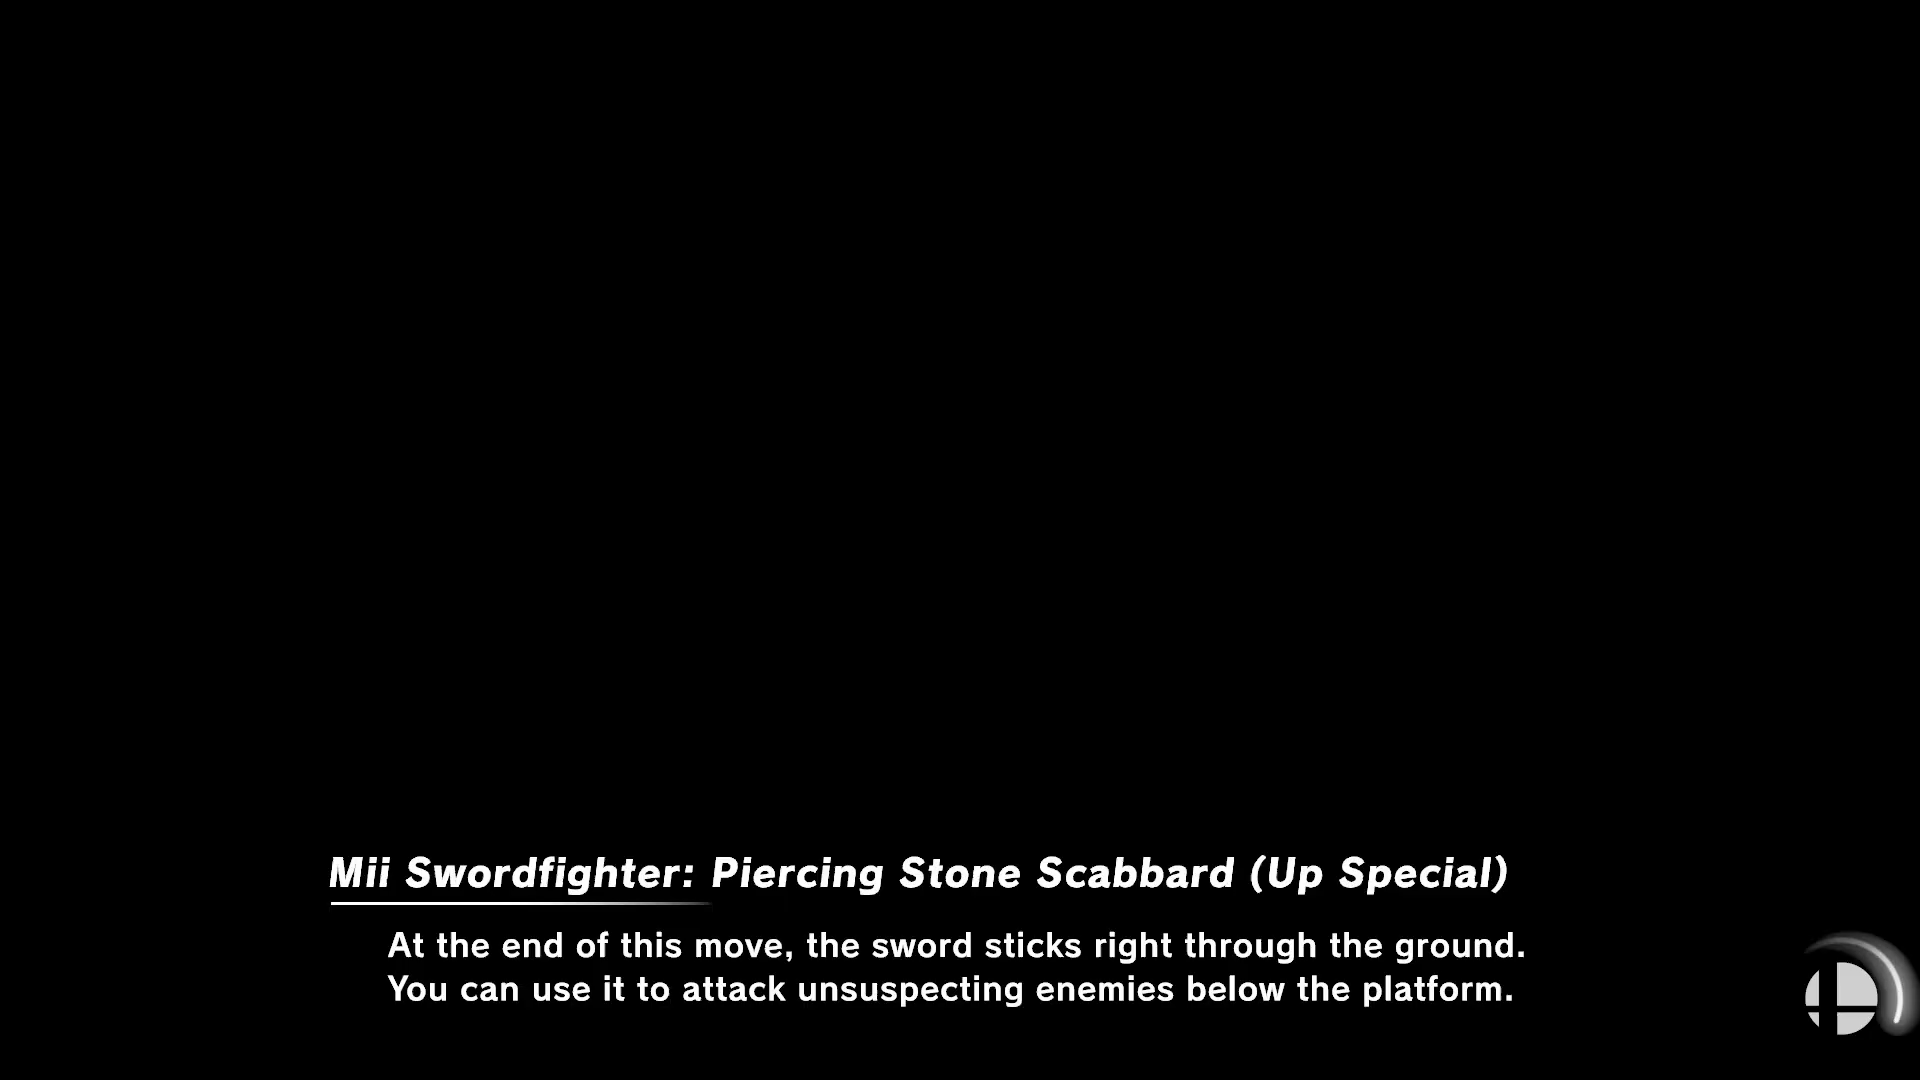 Mii Swordfighter: Piercing Stone Scabbard (Up Special)
At the end of this move, the sword sticks right through the ground.
You can use it to attack unsuspecting enemies below the platform.